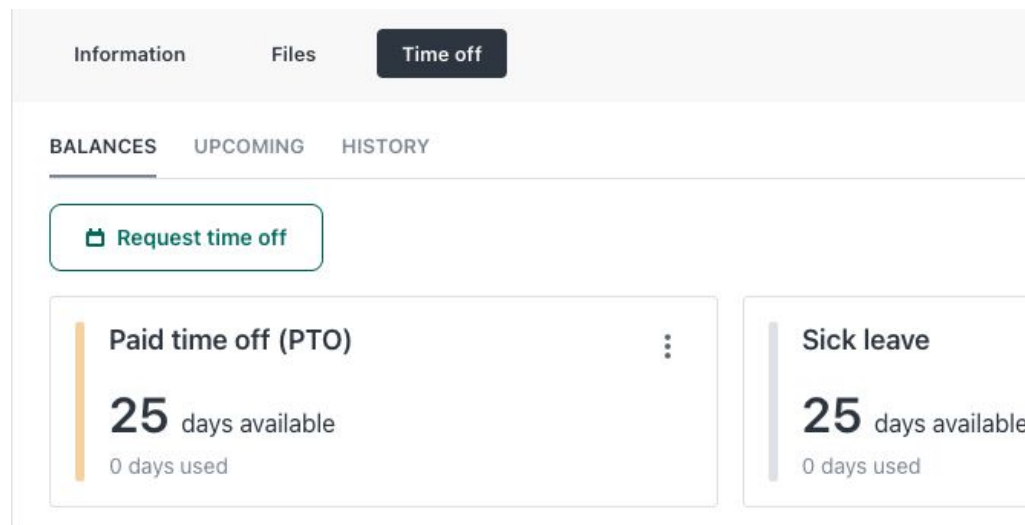 Information Files Time off
BALANCES UPCOMING HISTORY
Request time off
Paid time off (PTO)
25 days available
0 days used
Sick leave
25 days available
0 days used